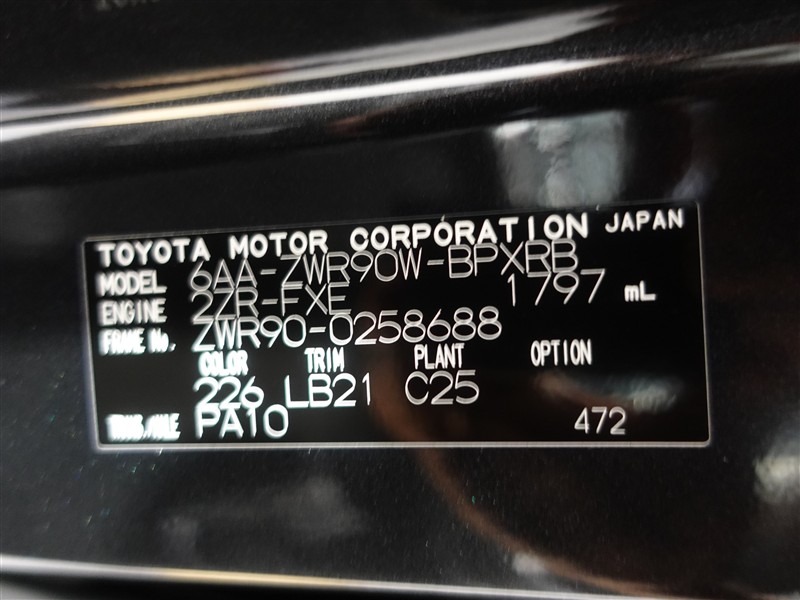 TOYOTA MOTOR CORPORATION JAPAN
MODEL 6AA-ZWR90W-BPXRB
ENGINE 2ZR-FXE 1797 mL
FRAME No. ZWR90-0258688
COLOR TRIM PLANT OPTION
226 LB21 C25
TRANS./AXLE PA10 472